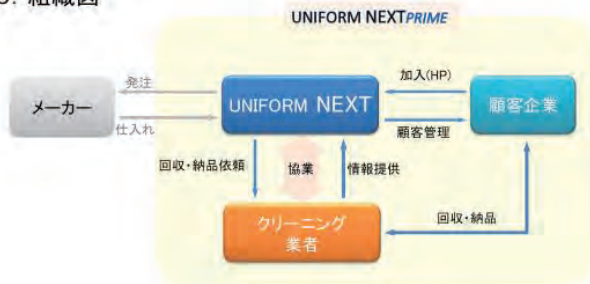 組織図
UNIFORM NEXTPRIME
発注
加入(HP)
メーカー
UNIFORM NEXT
顧客企業
仕入れ
顧客管理
回収・納品依頼
協業
情報提供
クリーニング
業者
回収・納品